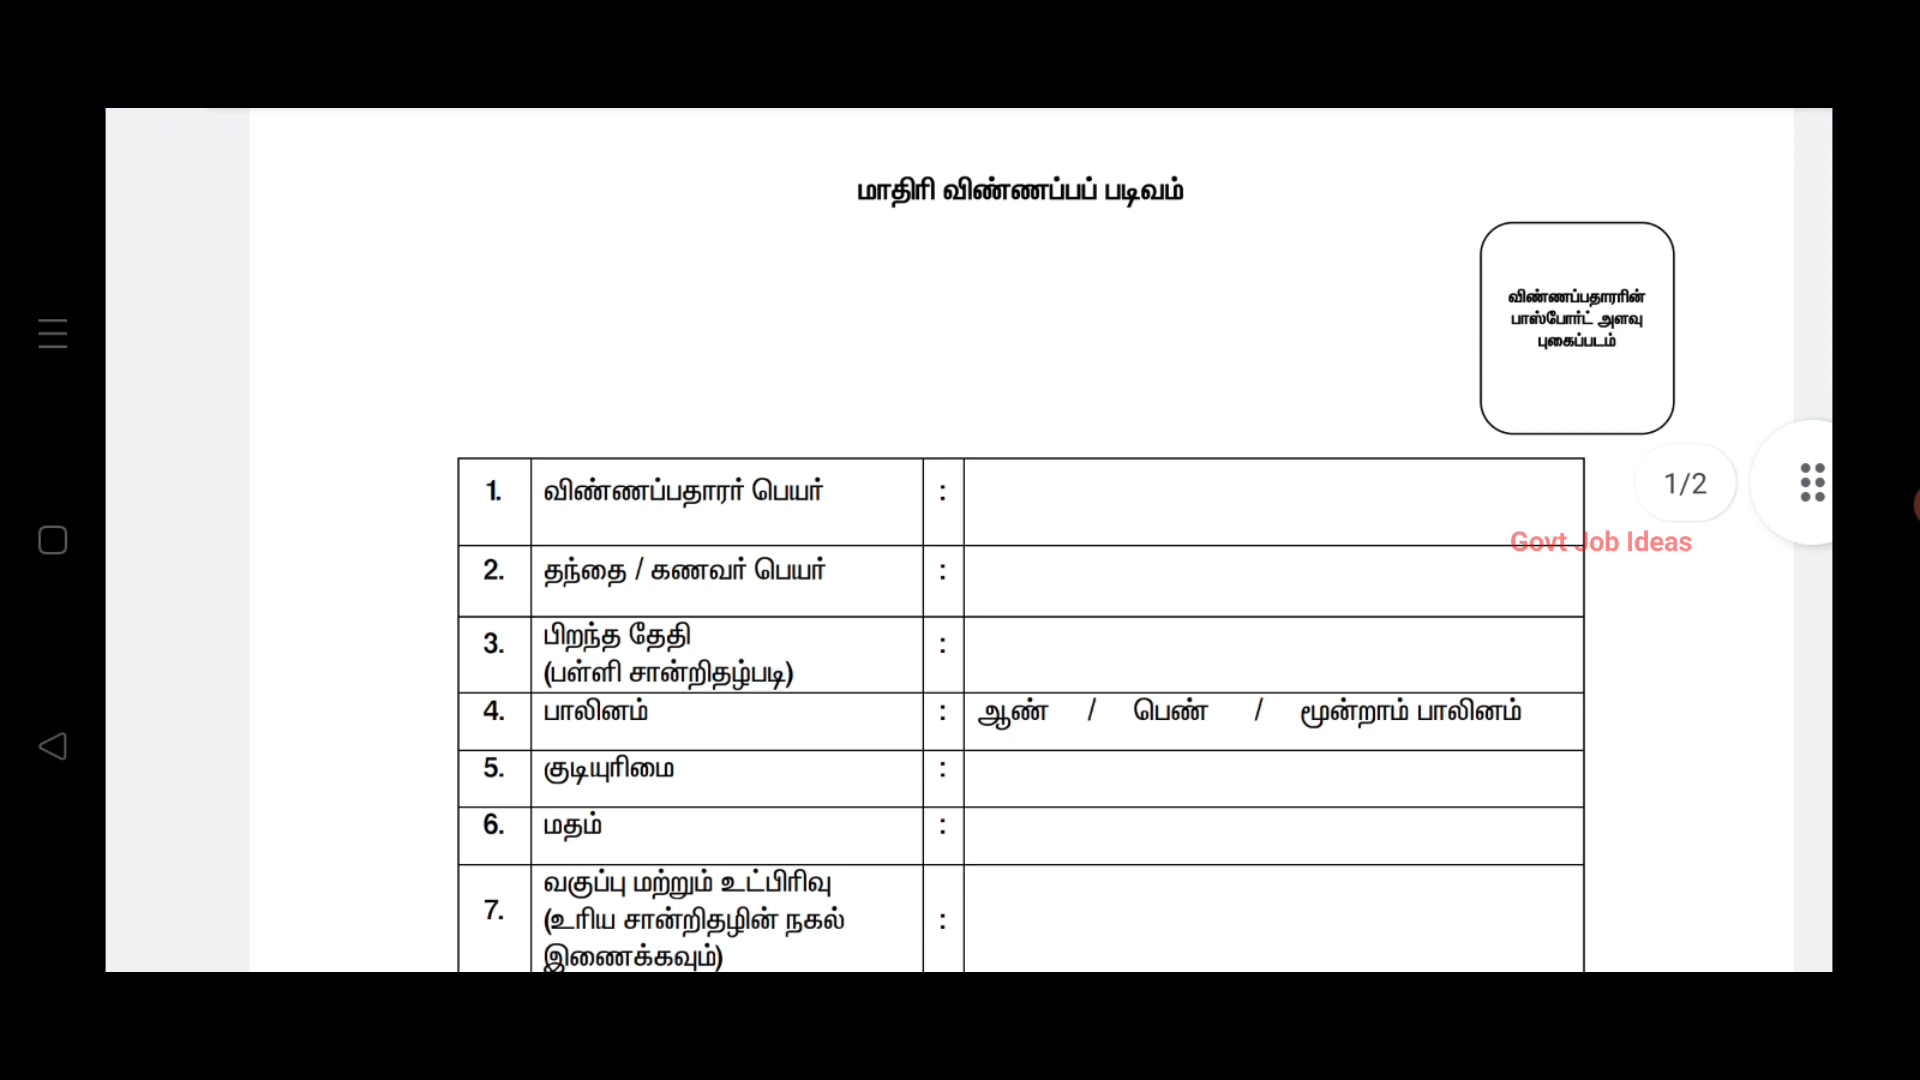 மாதிரி விண்ணப்பப் படிவம்
விண்ணப்பதாரரின்
பாஸ்போர்ட் அளவு
புகைப்படம்
1. விண்ணப்பதாரர் பெயர் :
1/2
Govt Job Ideas
2. தந்தை / கணவர் பெயர் :
3. பிறந்த தேதி :
(பள்ளி சான்றிதழ்படி)
4. பாலினம் : ஆண் / பெண் / மூன்றாம் பாலினம்
5. குடியுரிமை :
6. மதம் :
7. வகுப்பு மற்றும் உட்பிரிவு
(உரிய சான்றிதழின் நகல் :
இணைக்கவும்)